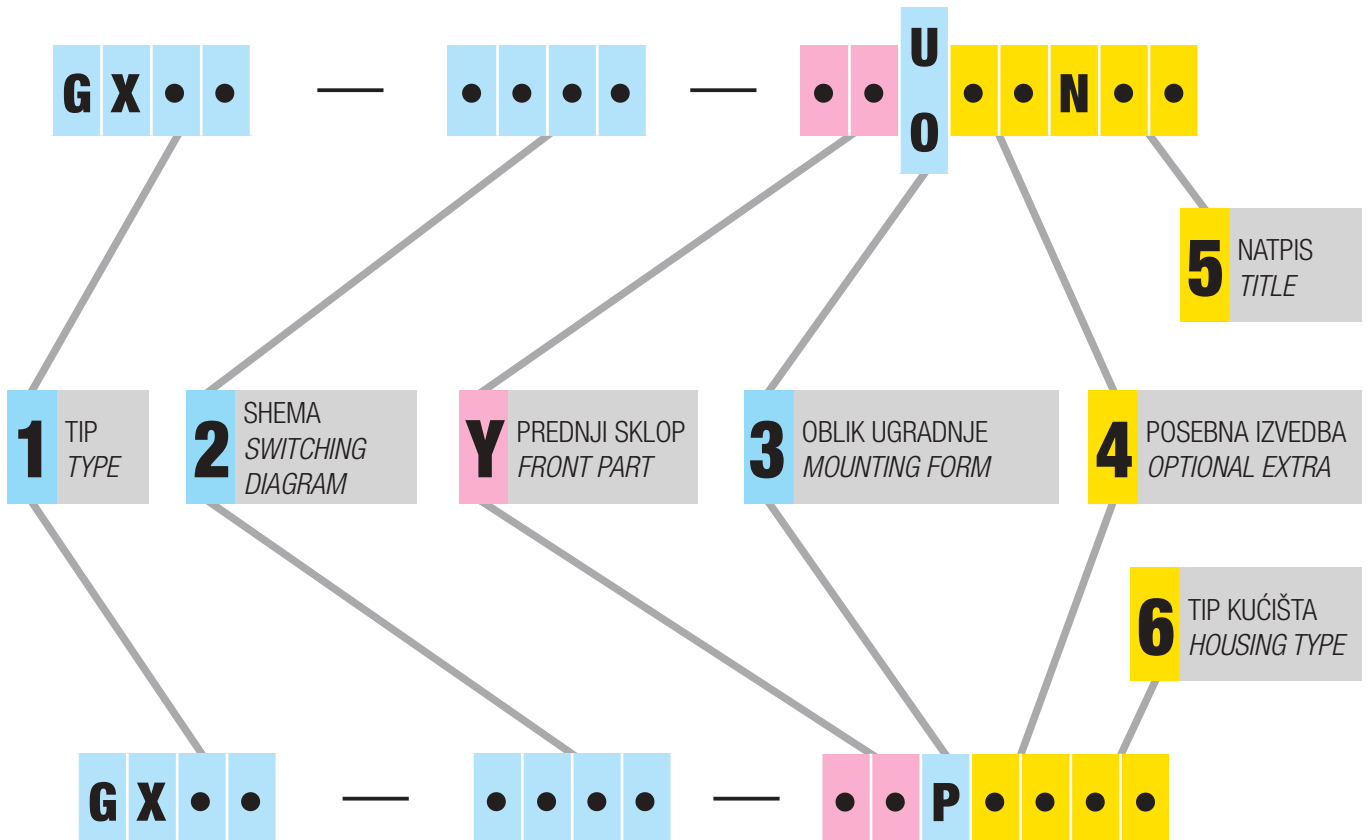 GX•• — •••• — ••U••N••
O
5 NATPIS
TITLE
1 TIP
TYPE
2 SHEMA
SWITCHING
DIAGRAM
Y PREDNJI SKLOP
FRONT PART
3 OBLIK UGRADNJE
MOUNTING FORM
4 POSEBNA IZVEDBA
OPTIONAL EXTRA
6 TIP KUĆIŠTA
HOUSING TYPE
GX•• — •••• — ••P••••